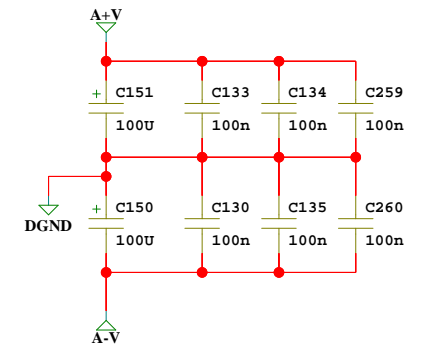 A+V
+ C151 C133 C134 C259
100U 100n 100n 100n
+ C150 C130 C135 C260
DGND
100U 100n 100n 100n
A-V